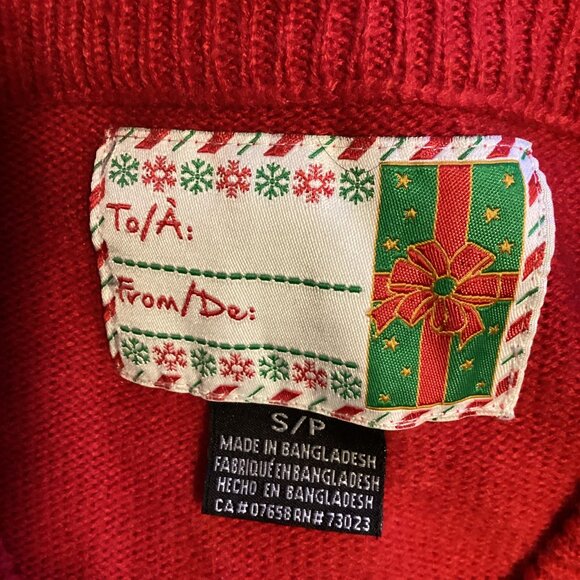 To/À:
From/De:
S/P
MADE IN BANGLADESH
FABRIQUÉ EN BANGLADESH
HECHO EN BANGLADESH
CA# 07658 RN# 73023